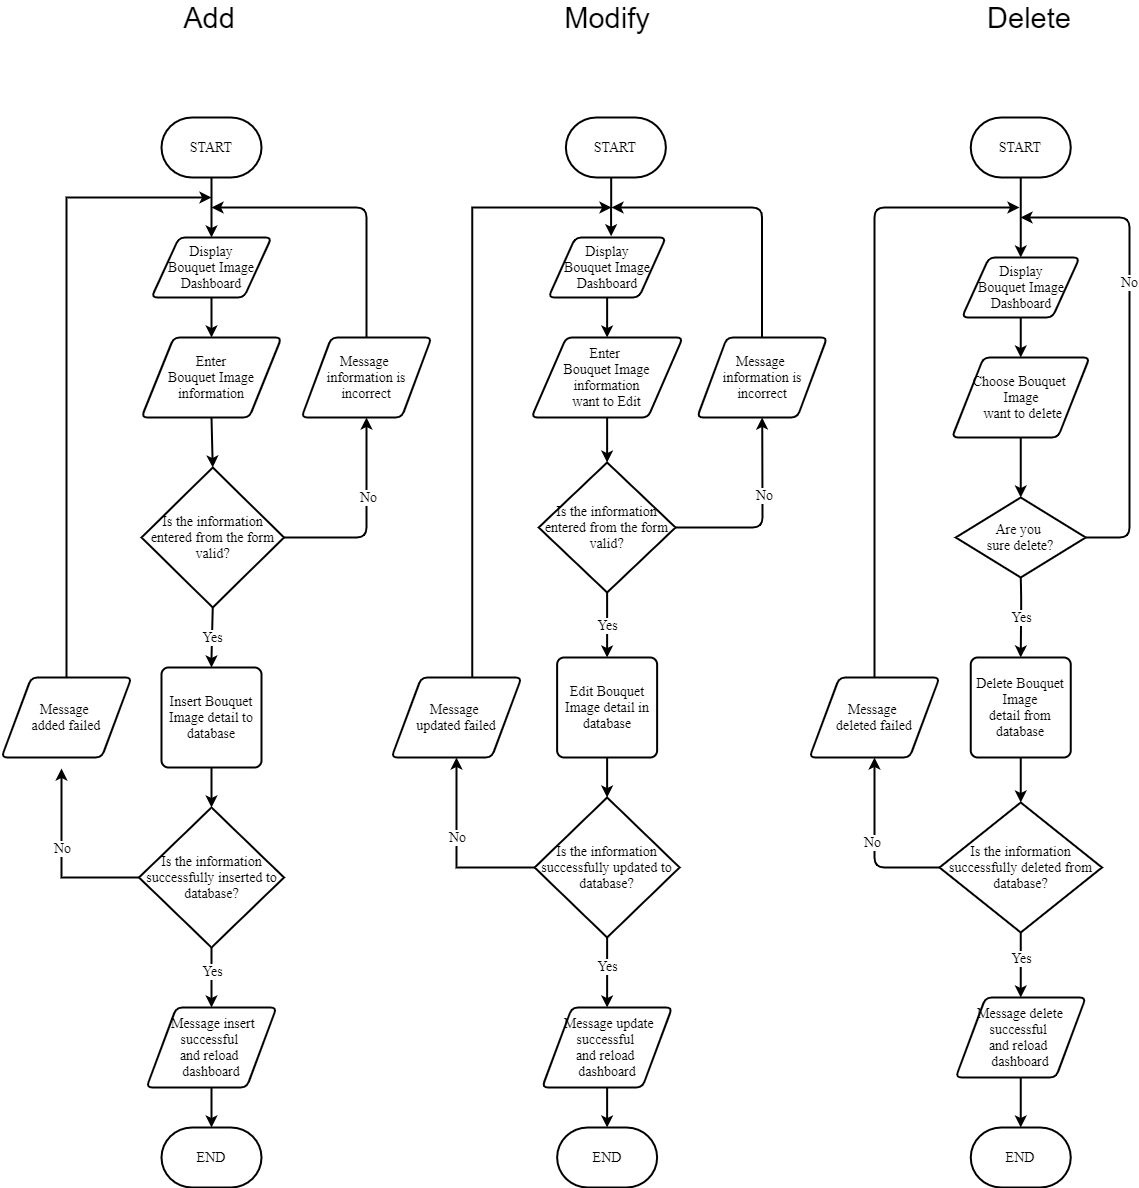 Add
Modify
Delete
START
Display
Bouquet Image
Dashboard
Enter
Bouquet Image
information
Message
information is
incorrect
No
Is the information
entered from the form
valid?
Yes
Insert Bouquet
Image detail to
database
Message
added failed
No
Is the information
successfully inserted to
database?
Yes
Message insert
successful
and reload
dashboard
END
START
Display
Bouquet Image
Dashboard
Enter
Bouquet Image
information
want to Edit
Message
information is
incorrect
No
Is the information
entered from the form
valid?
Yes
Edit Bouquet
Image detail in
database
Message
updated failed
No
Is the information
successfully updated to
database?
Yes
Message update
successful
and reload
dashboard
END
START
Display
Bouquet Image
Dashboard
No
Choose Bouquet
Image
want to delete
Are you
sure delete?
Yes
Delete Bouquet
Image
detail from
database
Message
deleted failed
No
Is the information
successfully deleted from
database?
Yes
Message delete
successful
and reload
dashboard
END